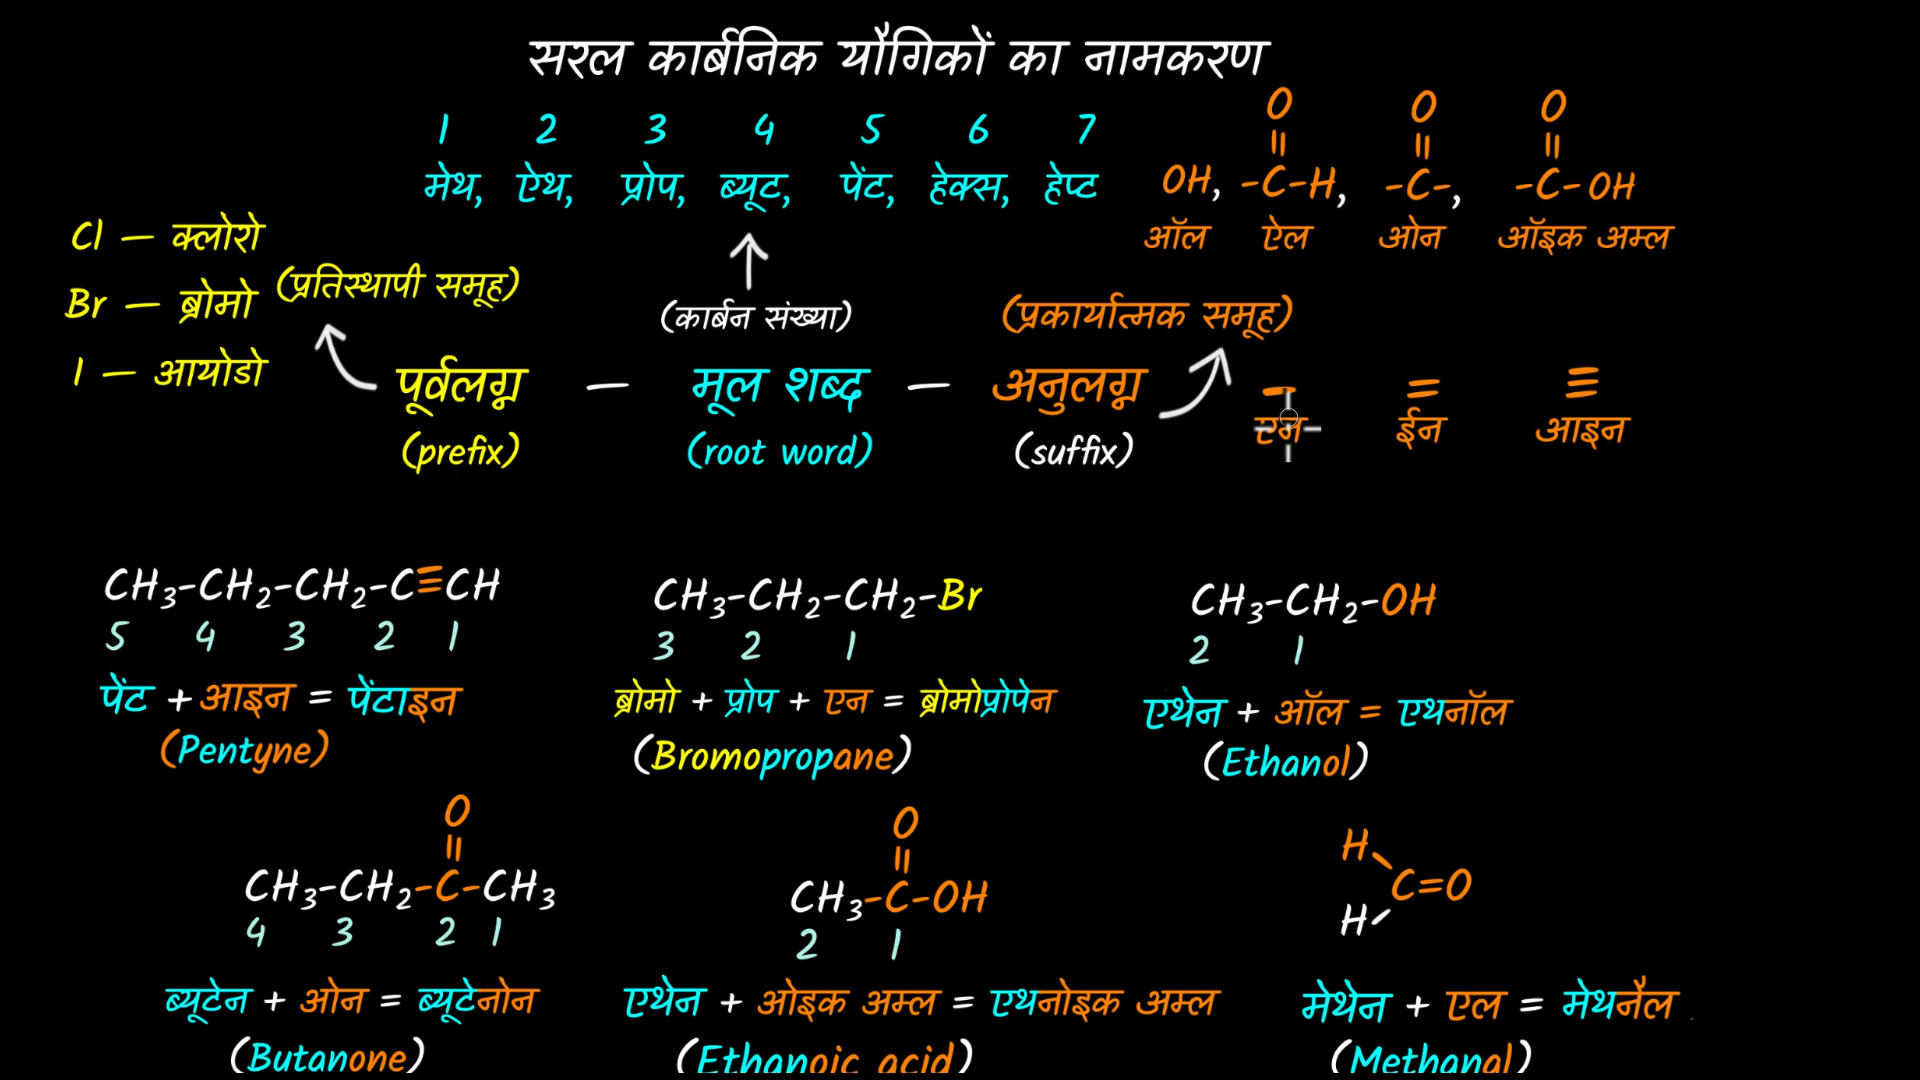 सरल कार्बनिक यौगिकों का नामकरण
1 2 3 4 5 6 7
मेथ, ऐथ, प्रोप, ब्यूट, पेंट, हेक्स, हेप्ट
O O O
|| || ||
OH, -C-H, -C-, -C-OH
ऑल ऐल ओन ऑइक अम्ल
Cl — क्लोरो
Br — ब्रोमो
I — आयोडो
(प्रतिस्थापी समूह)
(कार्बन संख्या)
(प्रकार्यात्मक समूह)
पूर्वलग्न — मूल शब्द — अनुलग्न
(prefix) (root word) (suffix)
- = ≡
एन ईन आइन
CH₃-CH₂-CH₂-C≡CH
5 4 3 2 1
पेंट + आइन = पेंटाइन
(Pentyne)
CH₃-CH₂-CH₂-Br
3 2 1
ब्रोमो + प्रोप + एन = ब्रोमोप्रोपेन
(Bromopropane)
CH₃-CH₂-OH
2 1
एथेन + ऑल = एथनॉल
(Ethanol)
O
||
CH₃-CH₂-C-CH₃
4 3 2 1
ब्यूटेन + ओन = ब्यूटेनोन
(Butanone)
O
||
CH₃-C-OH
2 1
एथेन + ओइक अम्ल = एथनोइक अम्ल
(Ethanoic acid)
H
C=O
H
मेथेन + एल = मेथनैल
(Methanal)